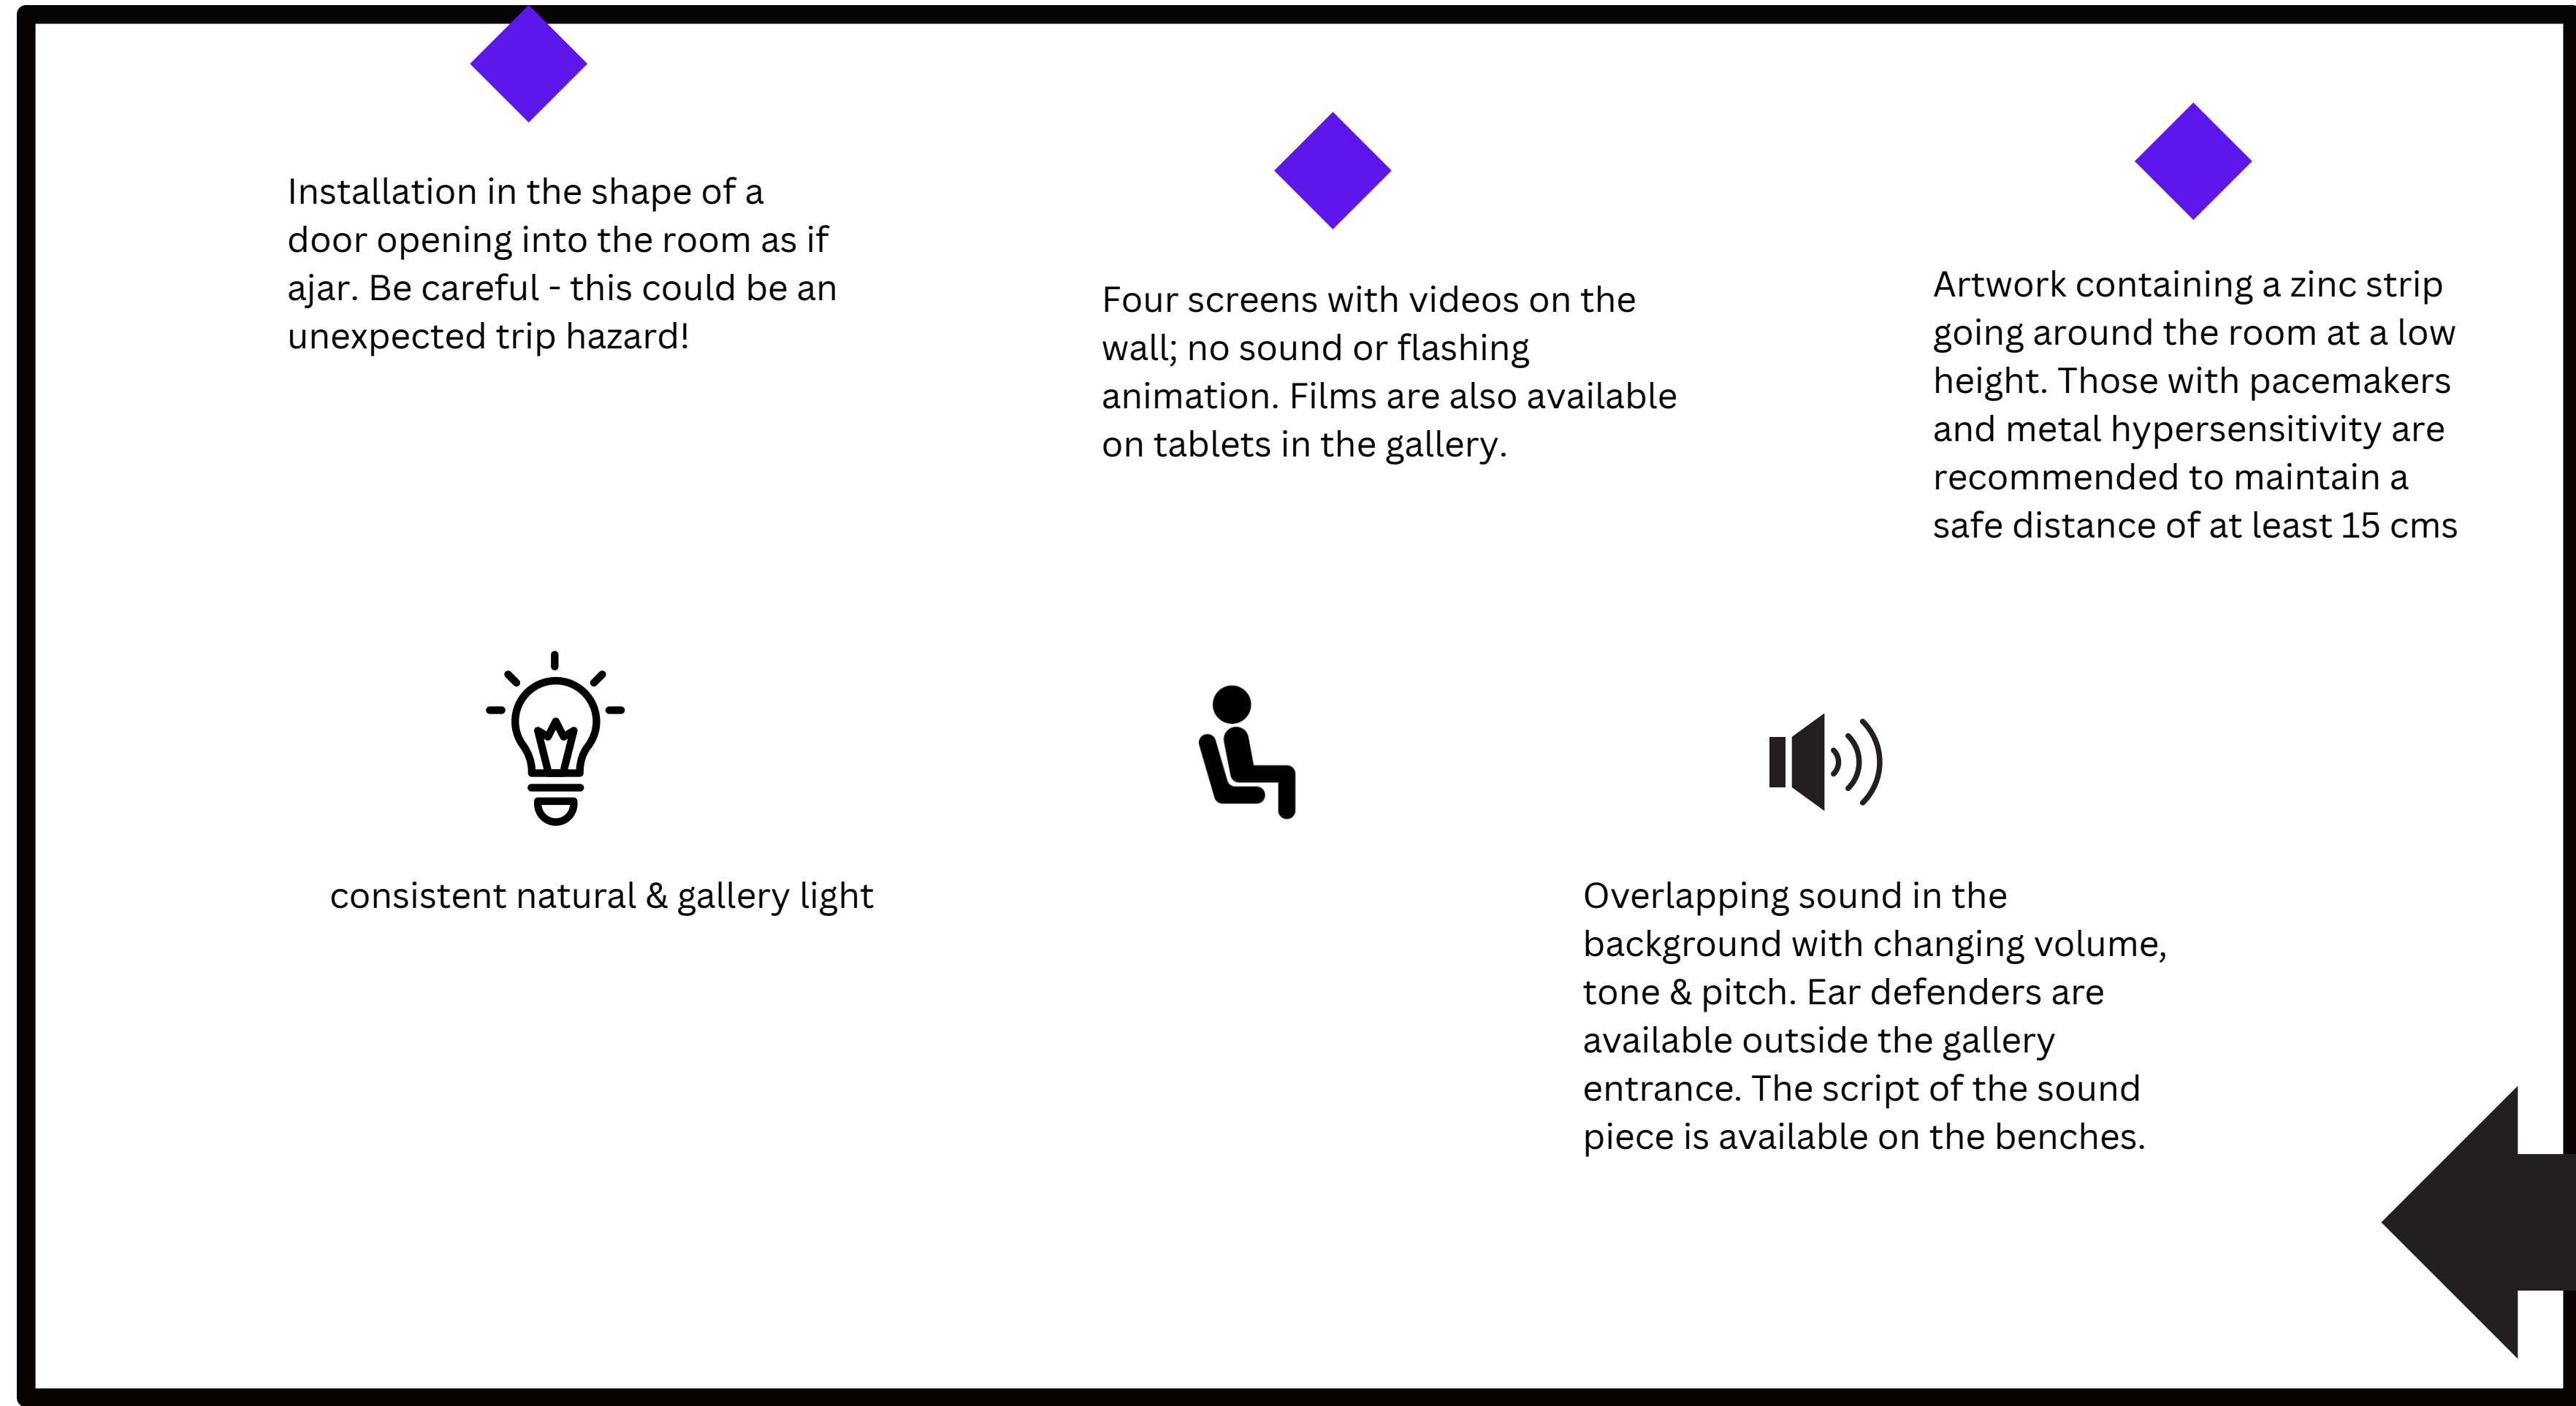 Installation in the shape of a
door opening into the room as if
ajar. Be careful - this could be an
unexpected trip hazard!
Four screens with videos on the
wall; no sound or flashing
animation. Films are also available
on tablets in the gallery.
Artwork containing a zinc strip
going around the room at a low
height. Those with pacemakers
and metal hypersensitivity are
recommended to maintain a
safe distance of at least 15 cms
consistent natural & gallery light
Overlapping sound in the
background with changing volume,
tone & pitch. Ear defenders are
available outside the gallery
entrance. The script of the sound
piece is available on the benches.